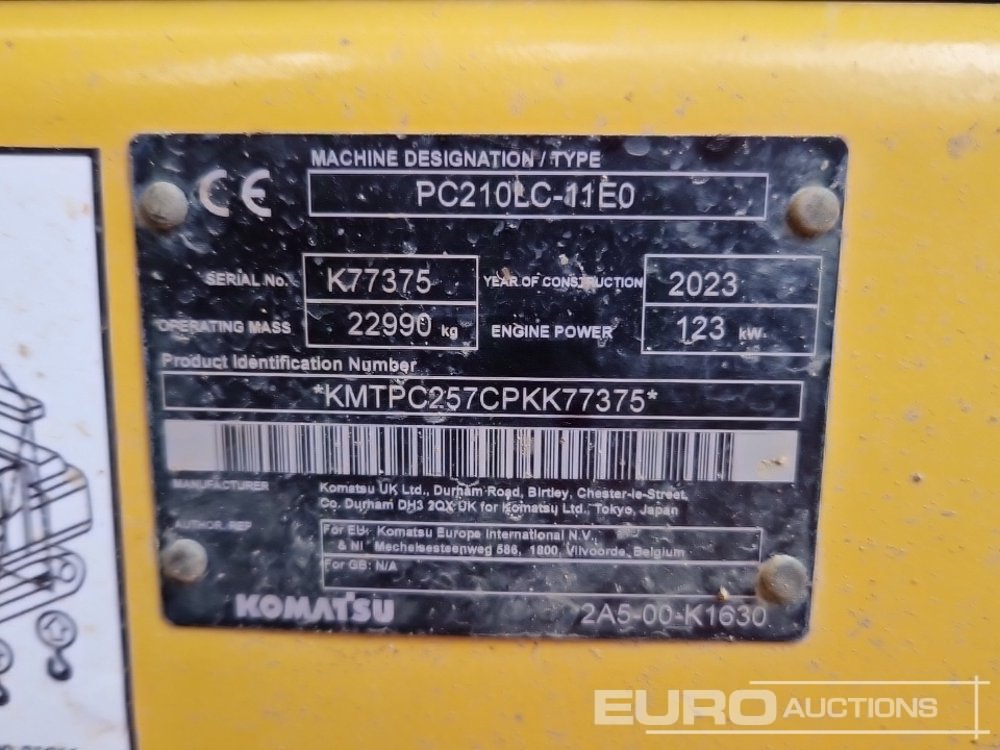 MACHINE DESIGNATION / TYPE
CE
PC210LC-11E0
SERIAL No.
K77375
YEAR OF CONSTRUCTION
2023
OPERATING MASS
22990 kg
ENGINE POWER
123 kW
Product Identification Number
*KMTPC257CPKK77375*
MANUFACTURER
Komatsu UK Ltd., Durham Road, Birtley, Chester-le-Street,
Co. Durham DH3 2QX UK for Komatsu Ltd. Tokyo, Japan
AUTHOR. REP
For EU: Komatsu Europe International N.V.,
& NI Mechelsesteenweg 586, 1800, Vilvoorde, Belgium
For GB: N/A
KOMATSU
2A5-00-K1630
EURO AUCTIONS